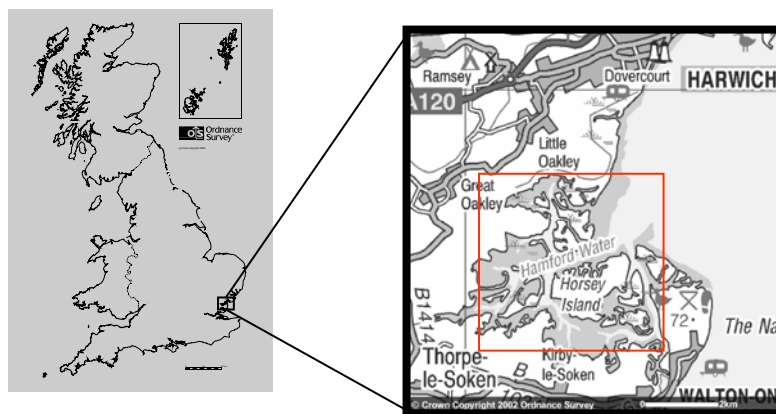 os Ordnance
Survey
Ramsey
Dovercourt
HARWICH
A120
Little
Oakley
Great
Oakley
Hamford Water
Horsey
Island
B1414
72
The Na
Thorpe-
le-Soken
Kirby-
le-Soken
B
WALTON-ON
© Crown Copyright 2002 Ordnance Survey
0 2km